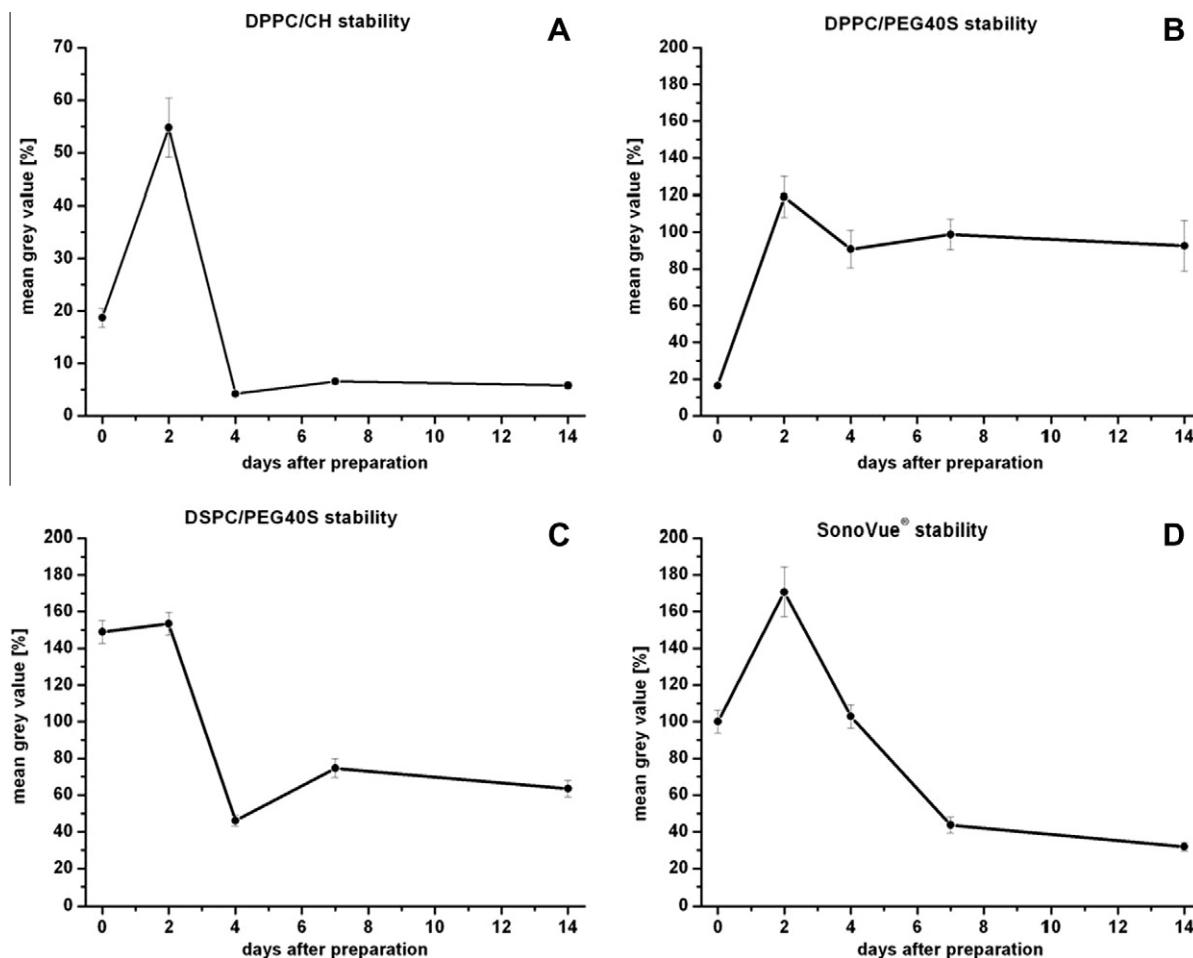 DPPC/CH stability
A
70
60
50
40
30
20
10
0
mean grey value [%]
0 2 4 6 8 10 12 14
days after preparation
DPPC/PEG40S stability
B
200
180
160
140
120
100
80
60
40
20
0
mean grey value [%]
0 2 4 6 8 10 12 14
days after preparation
DSPC/PEG40S stability
C
200
180
160
140
120
100
80
60
40
20
0
mean grey value [%]
0 2 4 6 8 10 12 14
days after preparation
SonoVue® stability
D
200
180
160
140
120
100
80
60
40
20
0
mean grey value [%]
0 2 4 6 8 10 12 14
days after preparation